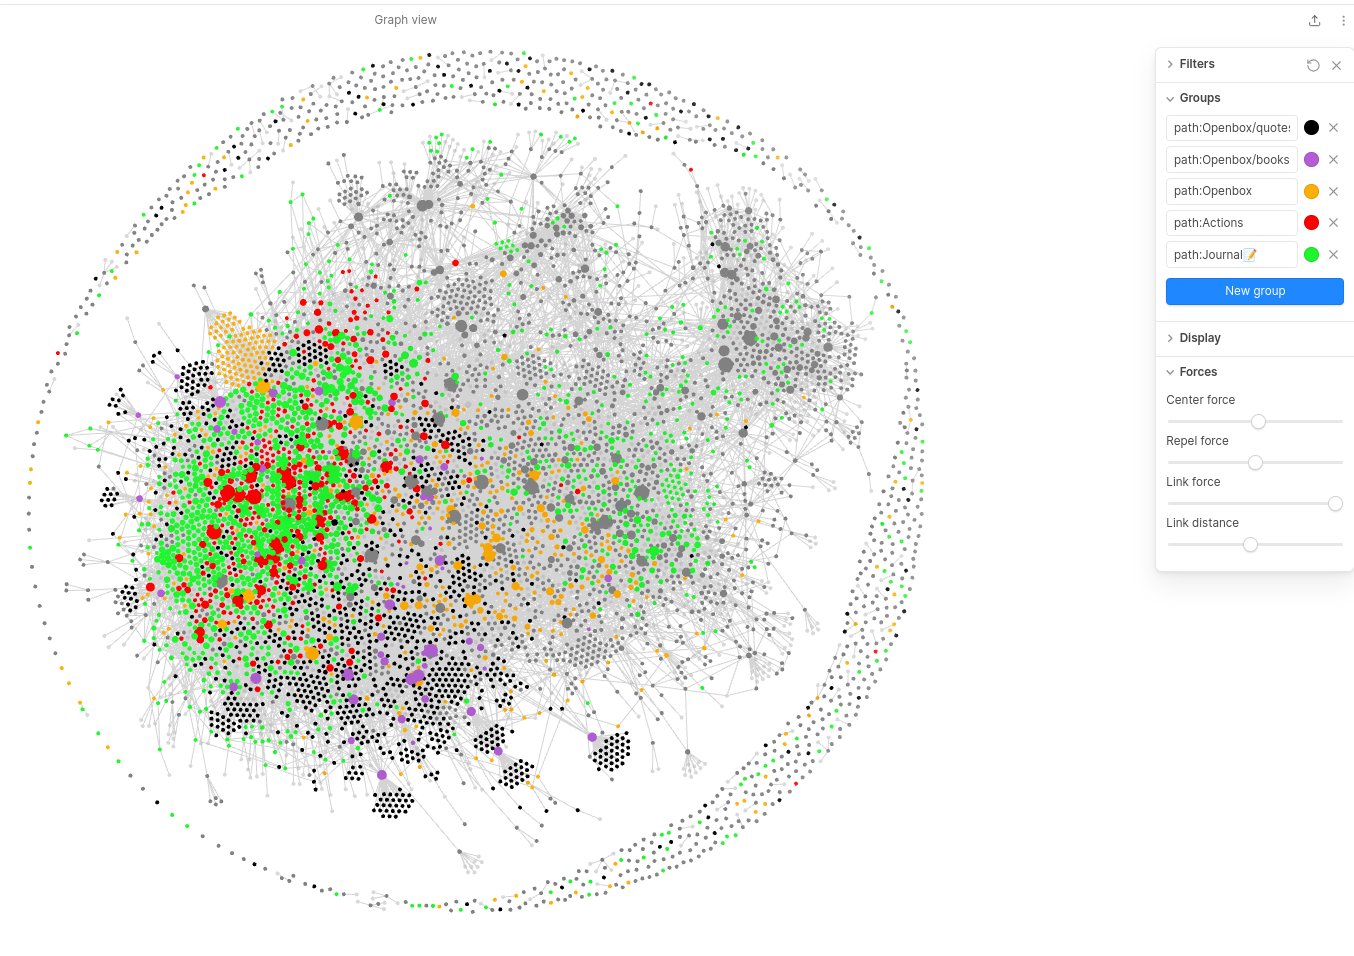 Graph view
Filters
Groups
path:Openbox/quotes
path:Openbox/books
path:Openbox
path:Actions
path:Journal📝
New group
Display
Forces
Center force
Repel force
Link force
Link distance